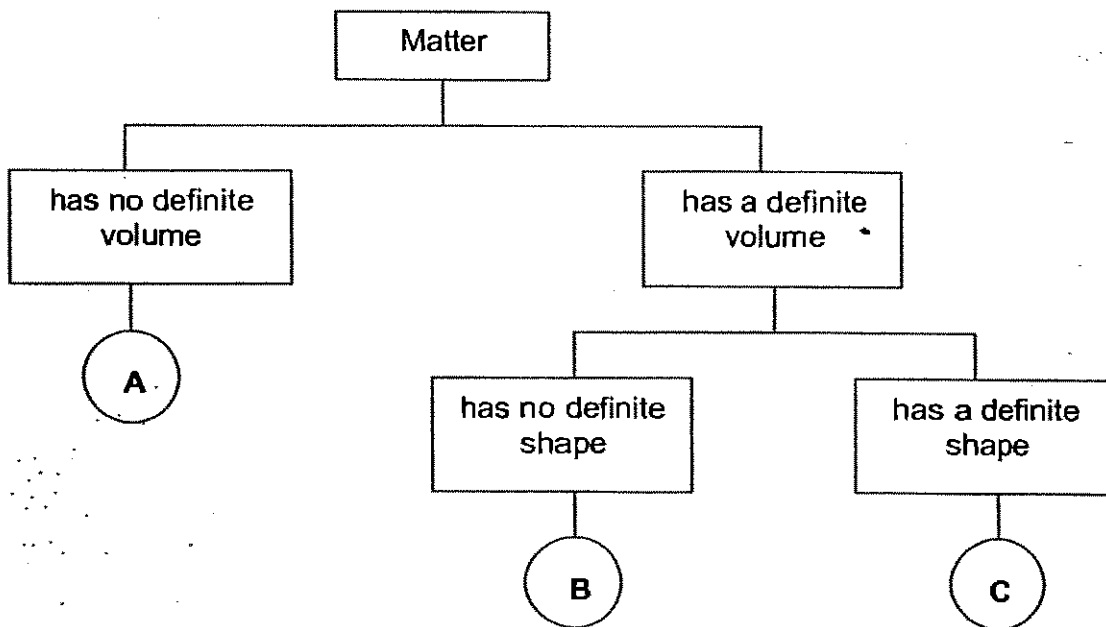 Matter
has no definite
volume
has a definite
volume
A
has no definite
shape
has a definite
shape
B
C